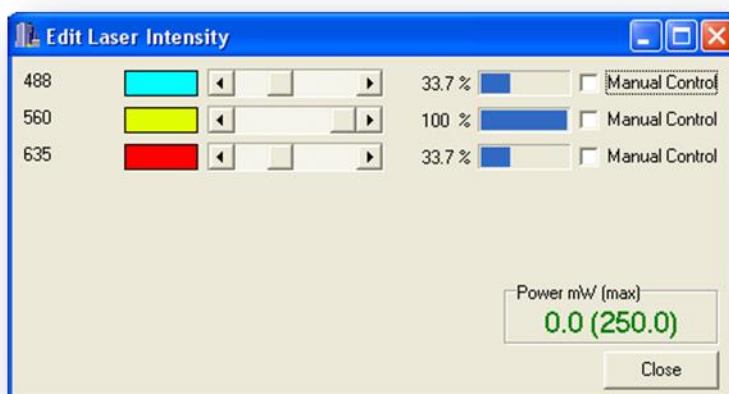 Edit Laser Intensity
488 33.7 % Manual Control
560 100 % Manual Control
635 33.7 % Manual Control
Power mW (max)
0.0 (250.0)
Close